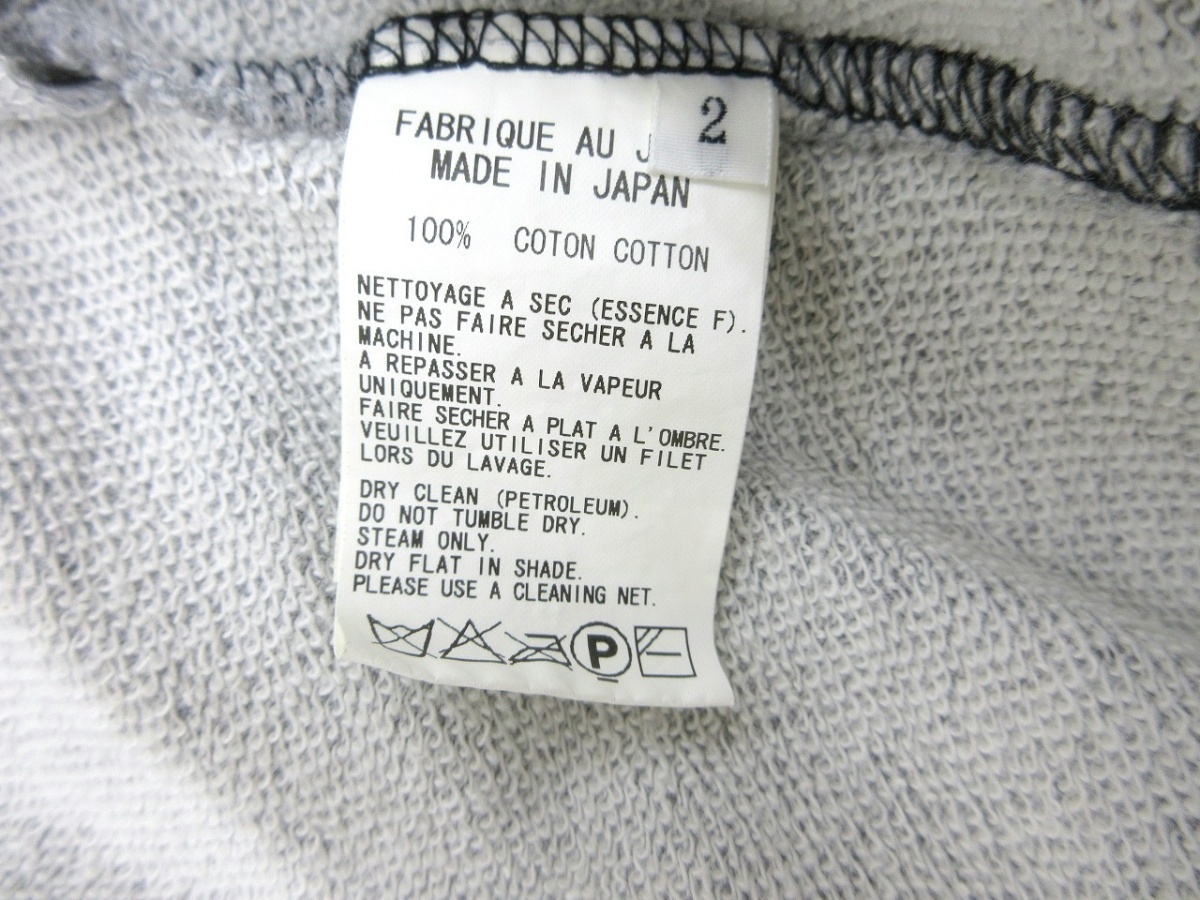 2
FABRIQUE AU J
MADE IN JAPAN
100% COTON COTTON
NETTOYAGE A SEC (ESSENCE F).
NE PAS FAIRE SECHER A LA
MACHINE.
A REPASSER A LA VAPEUR
UNIQUEMENT.
FAIRE SECHER A PLAT A L'OMBRE.
VEUILLEZ UTILISER UN FILET
LORS DU LAVAGE.
DRY CLEAN (PETROLEUM).
DO NOT TUMBLE DRY.
STEAM ONLY.
DRY FLAT IN SHADE.
PLEASE USE A CLEANING NET.
P